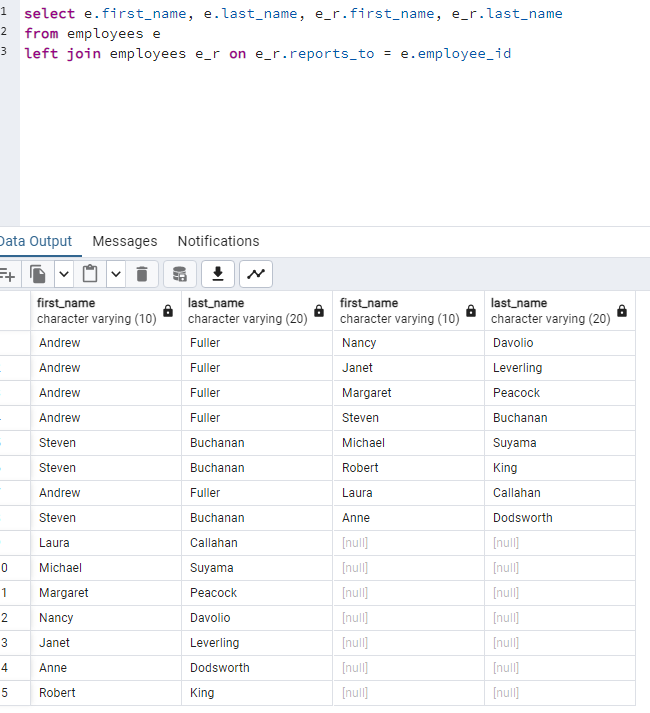 1 select e.first_name, e.last_name, e_r.first_name, e_r.last_name
2 from employees e
3 left join employees e_r on e_r.reports_to = e.employee_id
Data Output Messages Notifications
first_name last_name first_name last_name
character varying (10) character varying (20) character varying (10) character varying (20)
Andrew Fuller Nancy Davolio
Andrew Fuller Janet Leverling
Andrew Fuller Margaret Peacock
Andrew Fuller Steven Buchanan
Steven Buchanan Michael Suyama
Steven Buchanan Robert King
Andrew Fuller Laura Callahan
Steven Buchanan Anne Dodsworth
Laura Callahan [null] [null]
0 Michael Suyama [null] [null]
1 Margaret Peacock [null] [null]
2 Nancy Davolio [null] [null]
3 Janet Leverling [null] [null]
4 Anne Dodsworth [null] [null]
5 Robert King [null] [null]